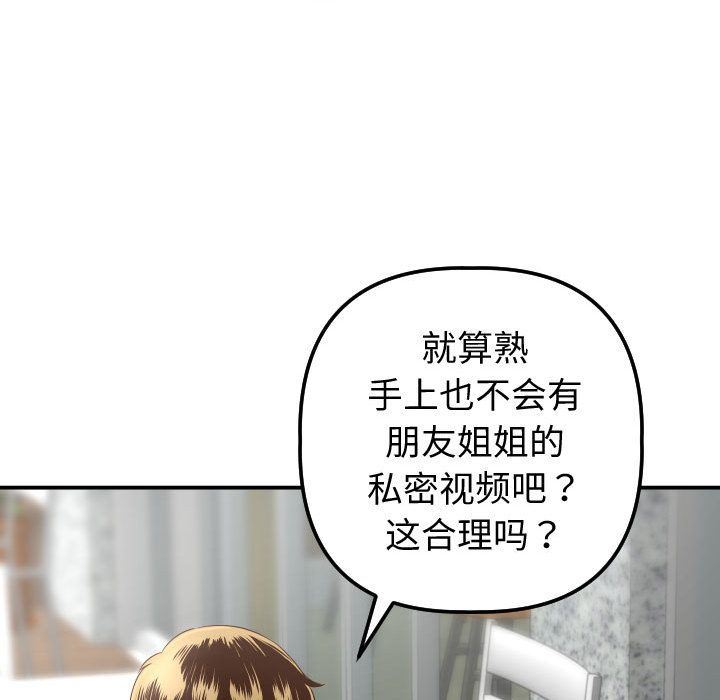 就算熟
手上也不会有
朋友姐姐的
私密视频吧？
这合理吗？